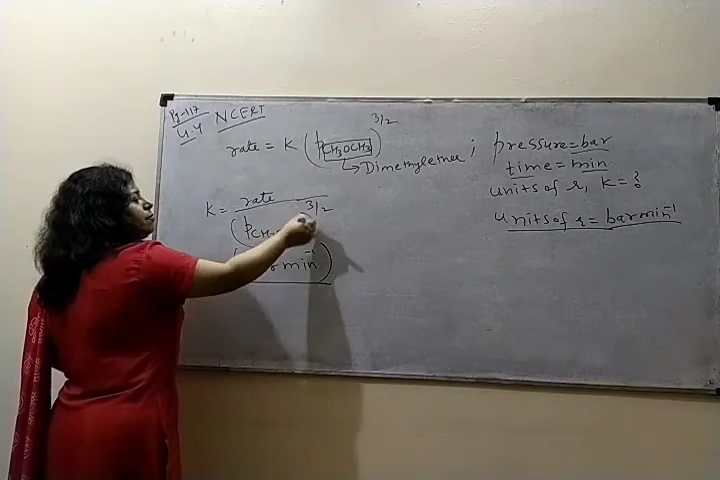 Pg-117
4.4 NCERT
rate = K (pCH3OCH3)^3/2 ; pressure = bar
Dimethylether
time = min
units of r, K = ?
K = rate
(pCH3 3/2
units of r = bar min^-1
r min^-1)